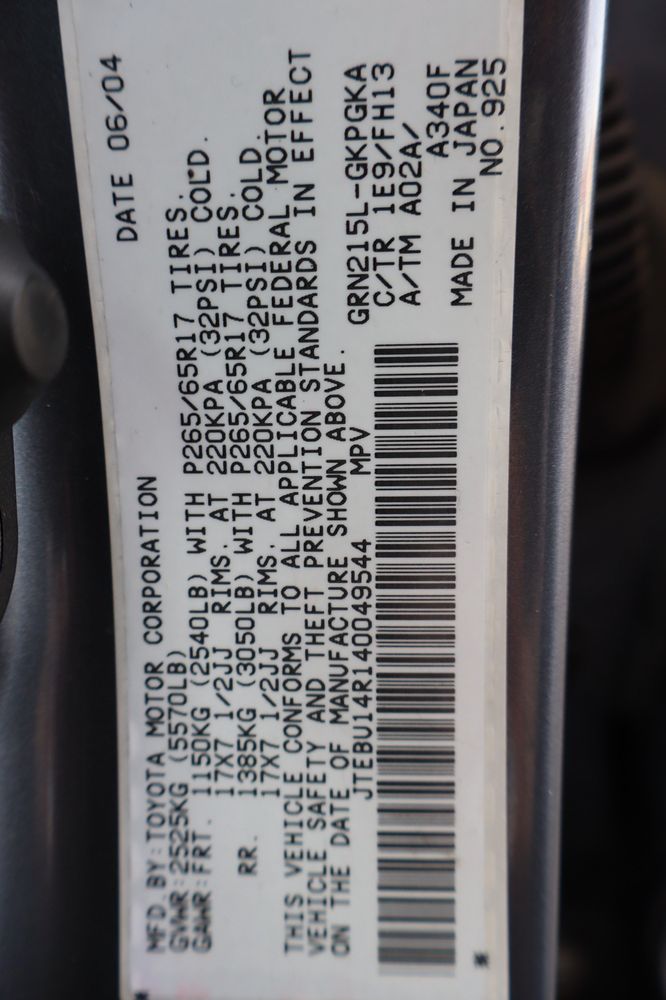 MFD.BY:TOYOTA MOTOR CORPORATION DATE 06/04
GVWR:2525KG (5570LB)
GAWR:FRT. 1150KG (2540LB) WITH P265/65R17 TIRES.
17X7 1/2JJ RIMS. AT 220KPA (32PSI) COLD.
RR. 1385KG (3050LB) WITH P265/65R17 TIRES.
17X7 1/2JJ RIMS. AT 220KPA (32PSI) COLD.
THIS VEHICLE CONFORMS TO ALL APPLICABLE FEDERAL MOTOR
VEHICLE SAFETY AND THEFT PREVENTION STANDARDS IN EFFECT
ON THE DATE OF MANUFACTURE SHOWN ABOVE.
JTEBU14R140049544 MPV GRN215L-GKPGKA
C/TR 1E9/FH13
A/TM A02A/
A340F
MADE IN JAPAN
NO.925